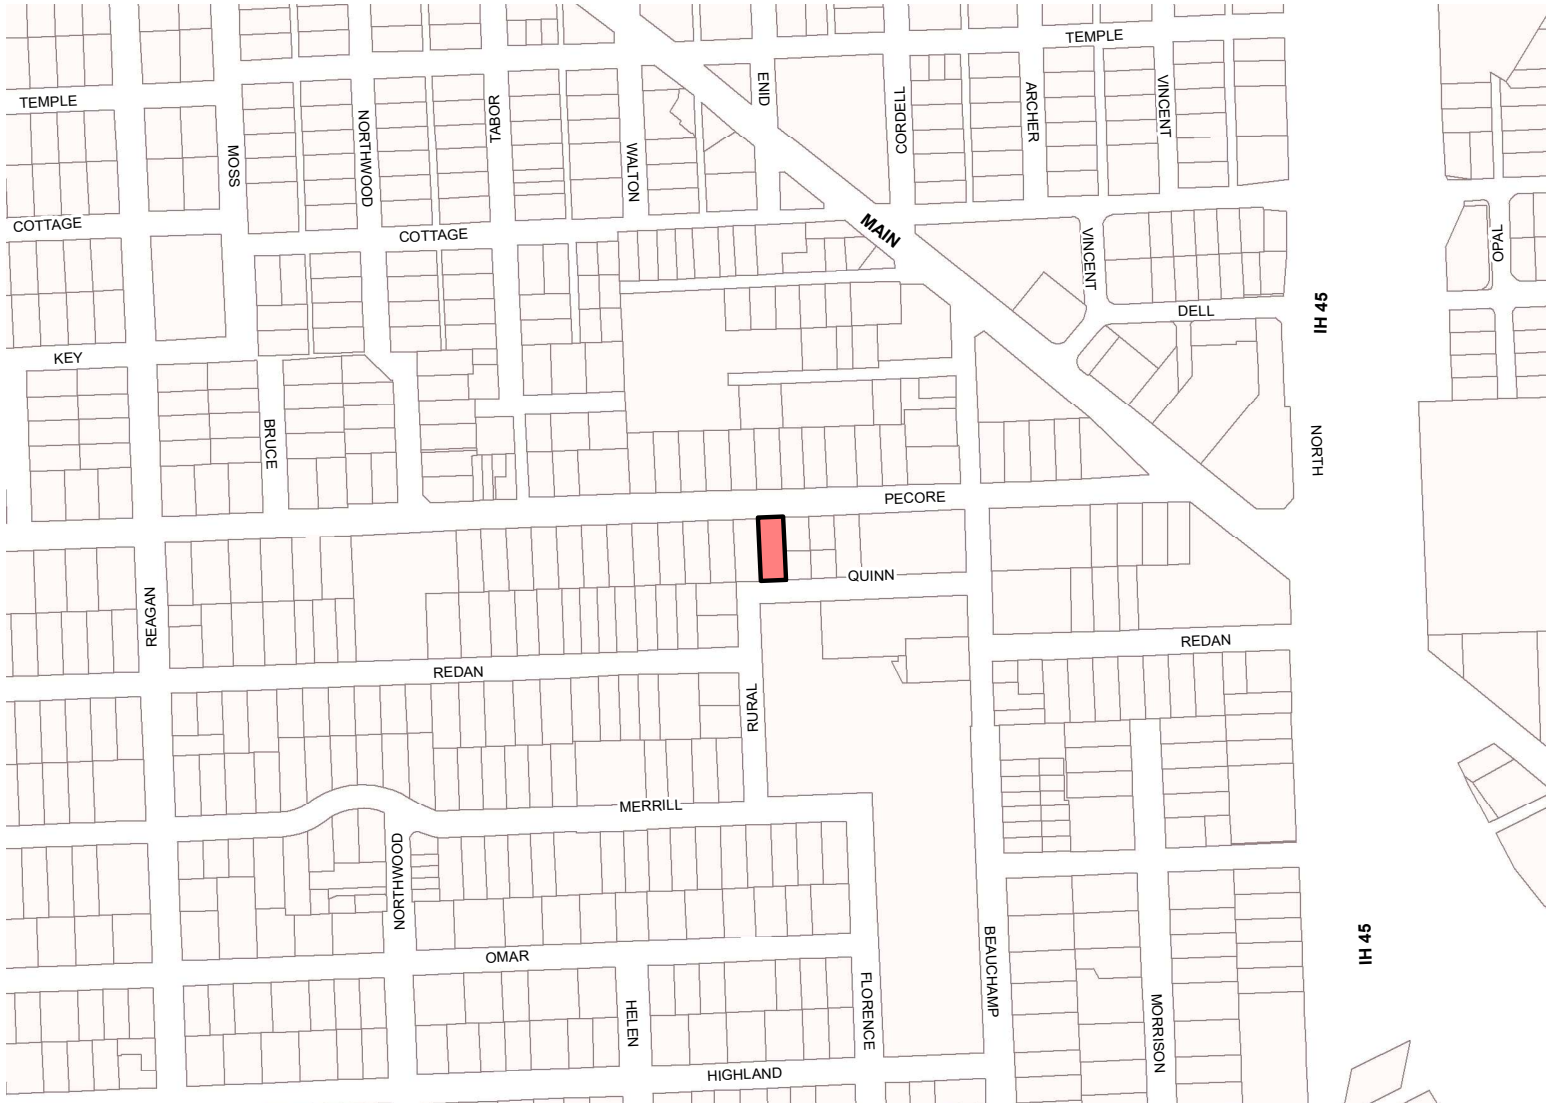 TEMPLE
ENID
TEMPLE
TABOR
NORTHWOOD
CORDELL
ARCHER
VINCENT
MOSS
WALTON
COTTAGE
COTTAGE
MAIN
VINCENT
OPAL
DELL
IH 45
KEY
BRUCE
NORTH
PECORE
QUINN
REAGAN
REDAN
REDAN
RURAL
MERRILL
NORTHWOOD
OMAR
BEAUCHAMP
IH 45
HELEN
FLORENCE
MORRISON
HIGHLAND